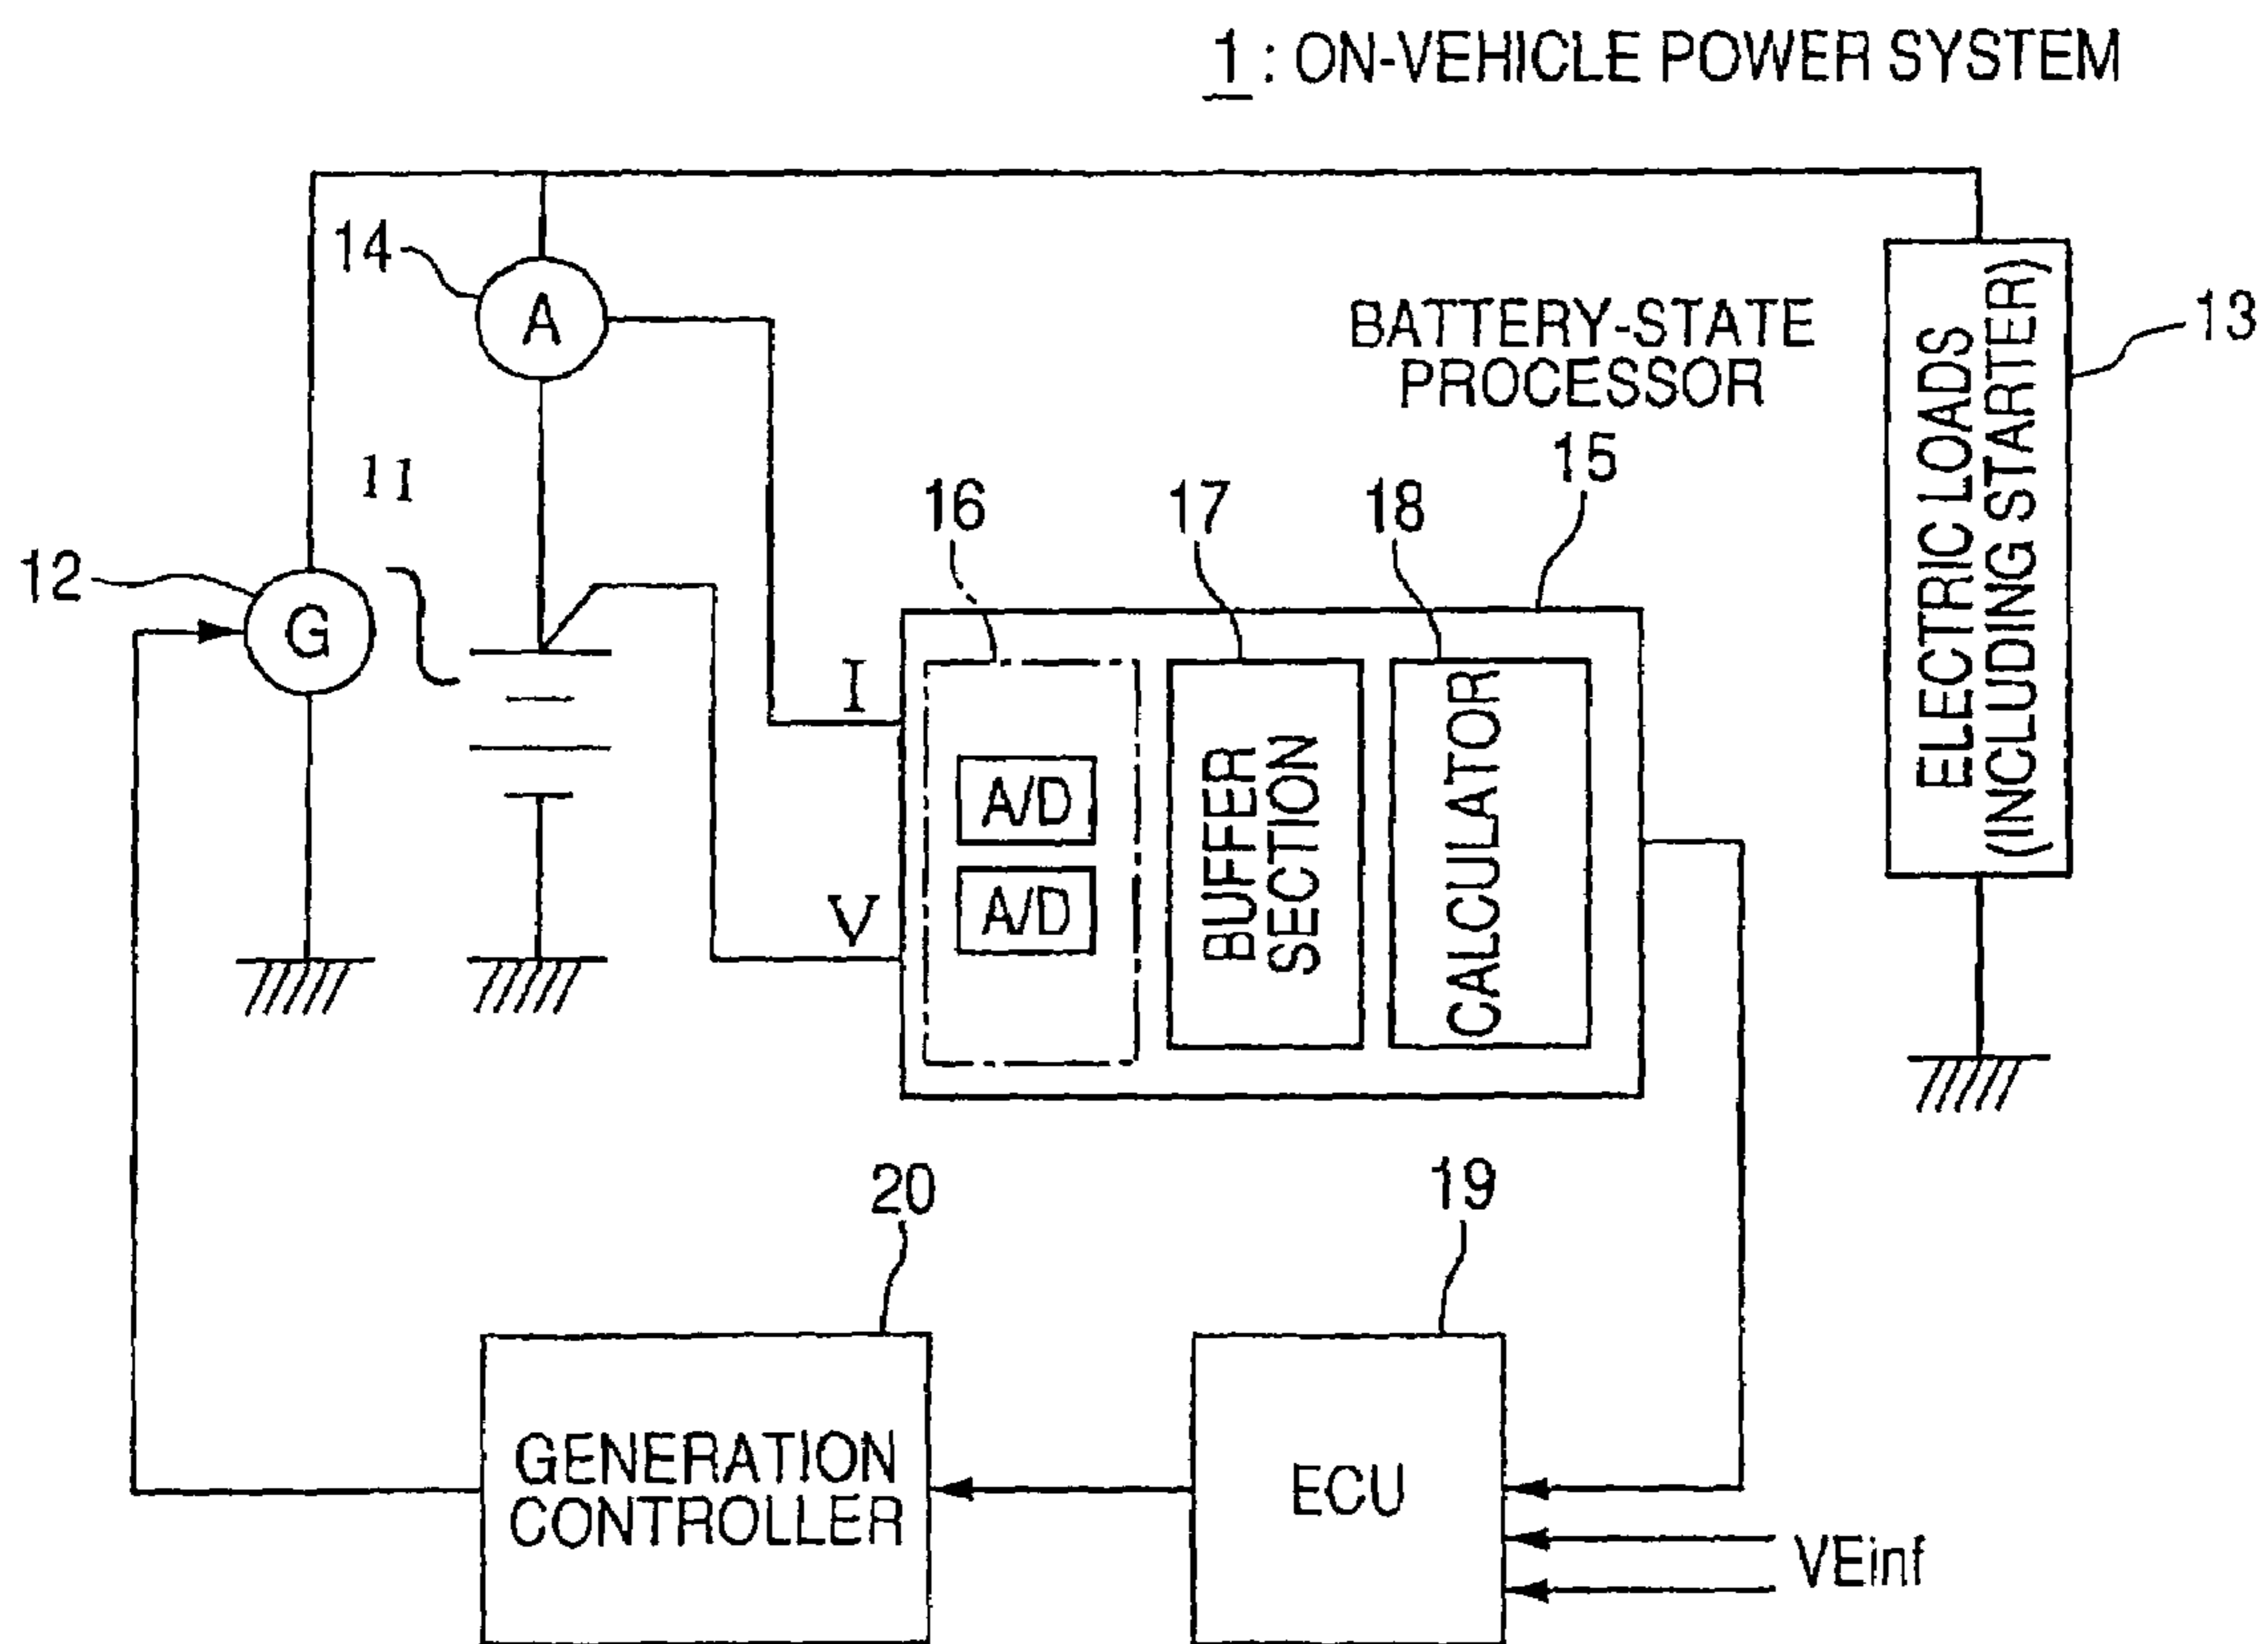 1 : ON-VEHICLE POWER SYSTEM
14
A
BATTERY-STATE
PROCESSOR
15
13
ELECTRIC LOADS
(INCLUDING STARTER)
11
12
G
16
17
18
I
V
A/D
A/D
BUFFER
SECTION
CALCULATOR
20
19
GENERATION
CONTROLLER
ECU
VEinf